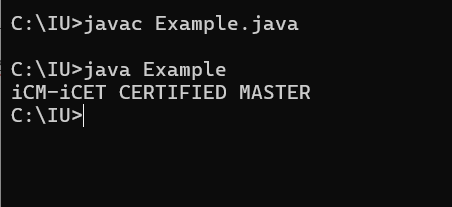 C:\IU>javac Example.java
C:\IU>java Example
iCM-iCET CERTIFIED MASTER
C:\IU>